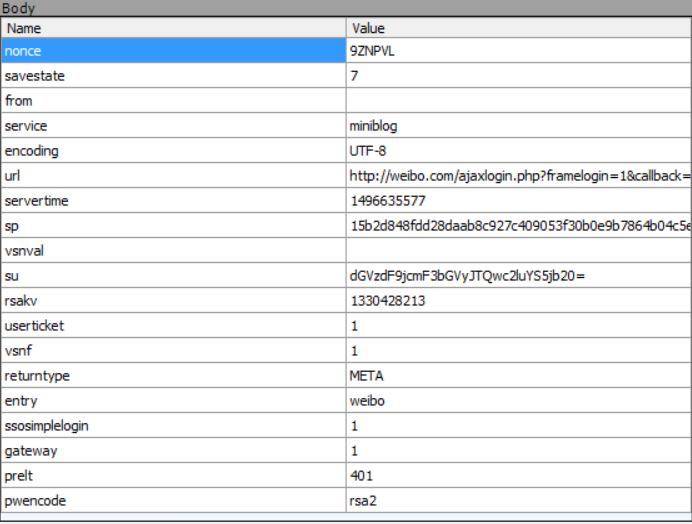 Body
Name Value
nonce 9ZNPVL
savestate 7
from
service miniblog
encoding UTF-8
url http://weibo.com/ajaxlogin.php?framelogin=1&callback=
servertime 1496635577
sp 15b2d848fdd28daab8c927c409053f30b0e9b7864b04c5e
vsnval
su dGVzdF9jcmF3bGVyJTQwc2luYS5jb20=
rsakv 1330428213
userticket 1
vsnf 1
returntype META
entry weibo
ssosimplelogin 1
gateway 1
prelt 401
pwencode rsa2